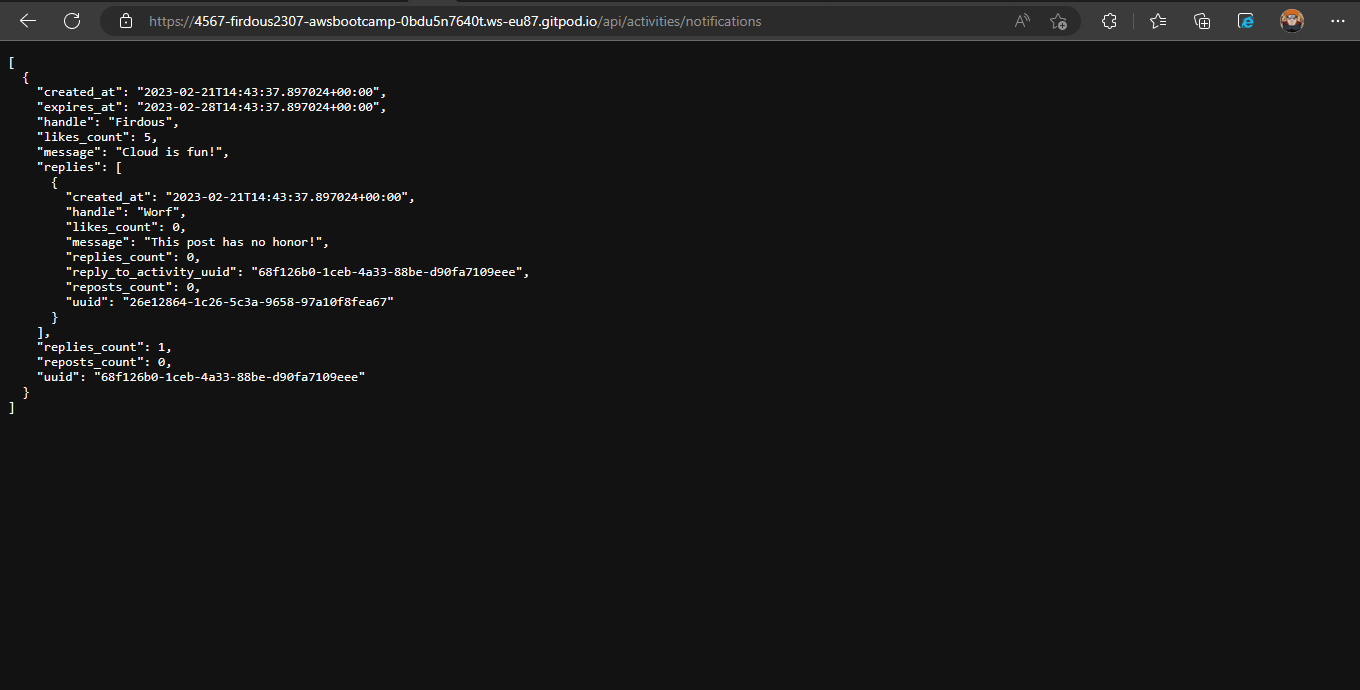 https://4567-firdous2307-awsbootcamp-0bdu5n7640t.ws-eu87.gitpod.io/api/activities/notifications
[
  {
    "created_at": "2023-02-21T14:43:37.897024+00:00",
    "expires_at": "2023-02-28T14:43:37.897024+00:00",
    "handle": "Firdous",
    "likes_count": 5,
    "message": "Cloud is fun!",
    "replies": [
      {
        "created_at": "2023-02-21T14:43:37.897024+00:00",
        "handle": "Worf",
        "likes_count": 0,
        "message": "This post has no honor!",
        "replies_count": 0,
        "reply_to_activity_uuid": "68f126b0-1ceb-4a33-88be-d90fa7109eee",
        "reposts_count": 0,
        "uuid": "26e12864-1c26-5c3a-9658-97a10f8fea67"
      }
    ],
    "replies_count": 1,
    "reposts_count": 0,
    "uuid": "68f126b0-1ceb-4a33-88be-d90fa7109eee"
  }
]